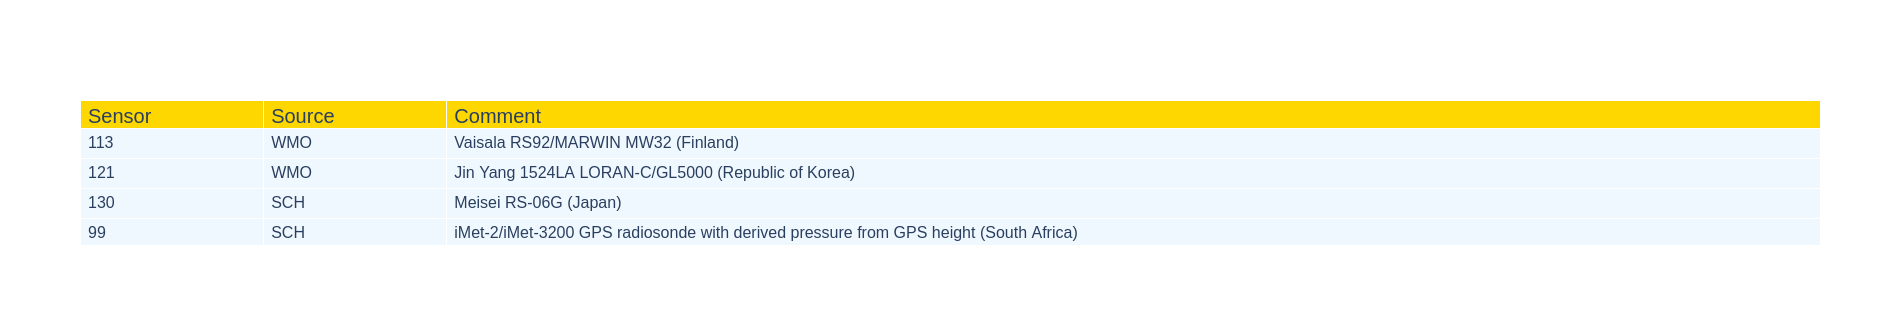 Sensor Source Comment
113 WMO Vaisala RS92/MARWIN MW32 (Finland)
121 WMO Jin Yang 1524LA LORAN-C/GL5000 (Republic of Korea)
130 SCH Meisei RS-06G (Japan)
99 SCH iMet-2/iMet-3200 GPS radiosonde with derived pressure from GPS height (South Africa)